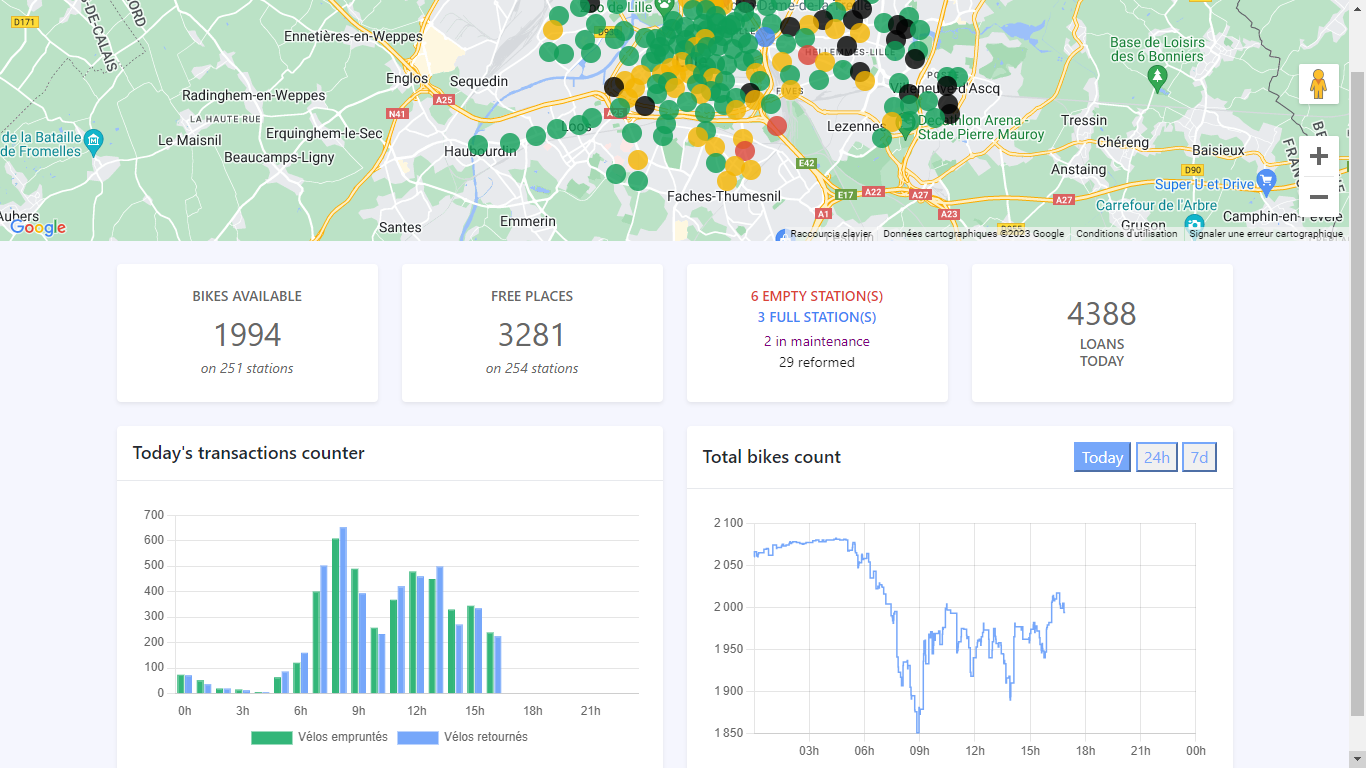 D171
DE-CALAIS
NORD
Ennetières-en-Weppes
Englos
Sequedin
Radinghem-en-Weppes
A25
N41
LA HAUTE RUE
Le Maisnil
Erquinghem-le-Sec
Beaucamps-Ligny
de la Bataille
de Fromelles
Haubourdin
LOOS
Aubers
Google
Santes
Emmerin
HELLEMMES-LILLE
FIVES
Villeneuve-d'Ascq
Base de Loisirs
des 6 Bonniers
Lezennes
Decathlon Arena -
Stade Pierre Mauroy
Tressin
Chéreng
Baisieux
Anstaing
D90
Super U et Drive
Carrefour de l'Arbre
Gruson
Camphin-en-Pévèle
Faches-Thumesnil
E42
E17
A22
A27
A1
A23
A27
Raccourcis clavier
Données cartographiques ©2023 Google
Conditions d'utilisation
Signaler une erreur cartographique
BIKES AVAILABLE
1994
on 251 stations
FREE PLACES
3281
on 254 stations
6 EMPTY STATION(S)
3 FULL STATION(S)
2 in maintenance
29 reformed
4388
LOANS
TODAY
Today's transactions counter
700
600
500
400
300
200
100
0
0h 3h 6h 9h 12h 15h 18h 21h
Vélos empruntés Vélos retournés
Total bikes count
Today 24h 7d
2 100
2 050
2 000
1 950
1 900
1 850
03h 06h 09h 12h 15h 18h 21h 00h